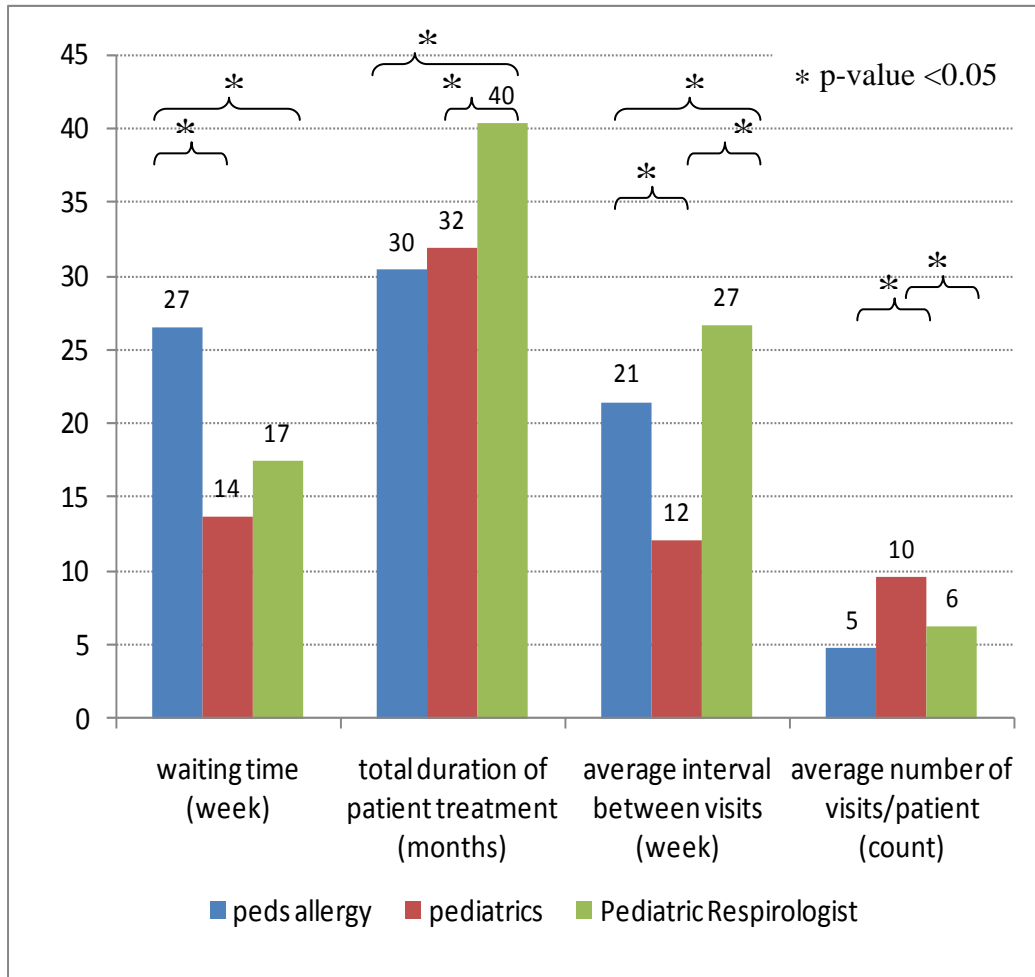 45
40
35
30
25
20
15
10
5
0
* p-value <0.05
*
*
*
*
*
*
*
*
*
27
14
17
30
32
40
21
12
27
5
10
6
waiting time
(week)
total duration of
patient treatment
(months)
average interval
between visits
(week)
average number of
visits/patient
(count)
peds allergy
pediatrics
Pediatric Respirologist